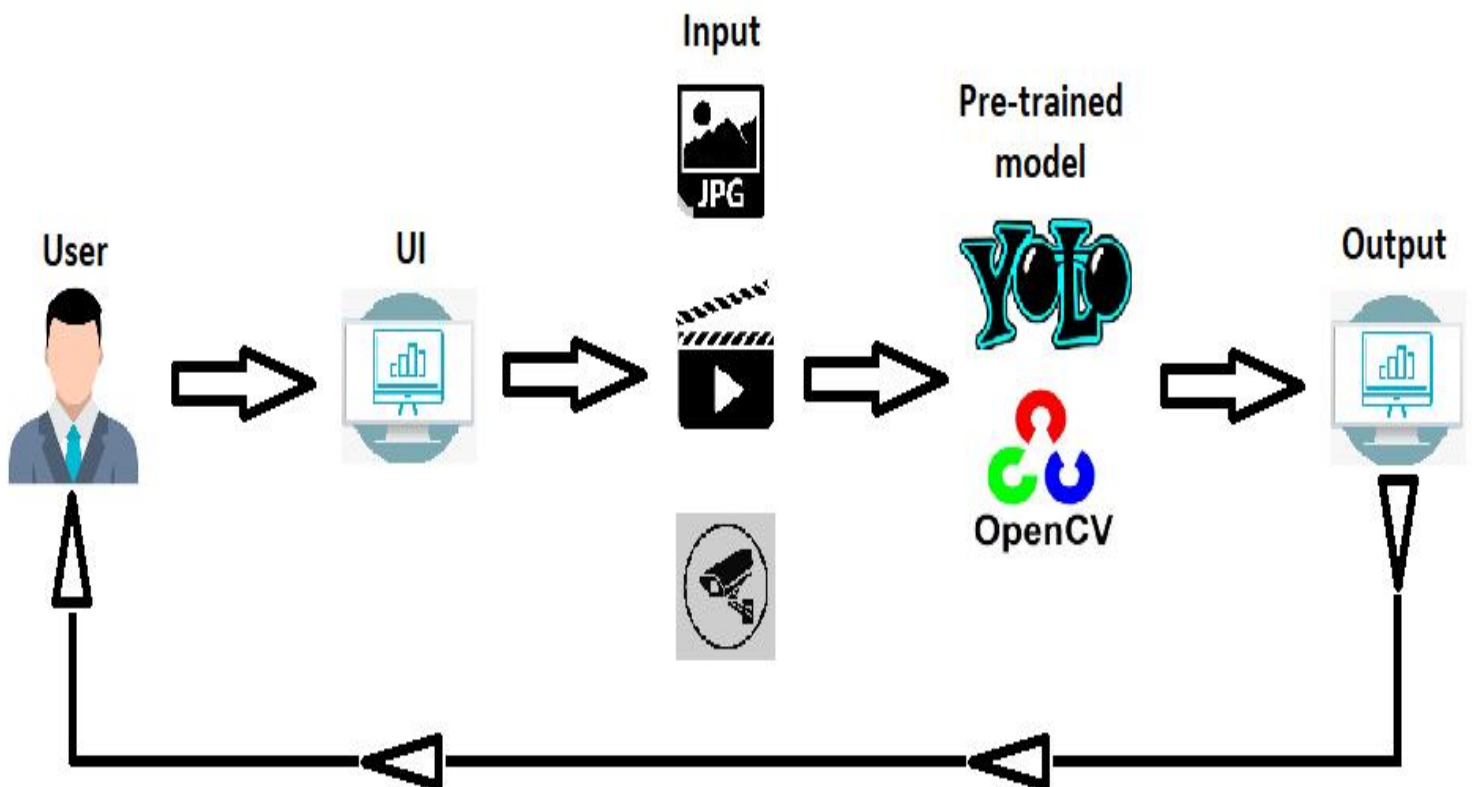 Input
JPG
Pre-trained
model
YOLO
OpenCV
User
UI
Output